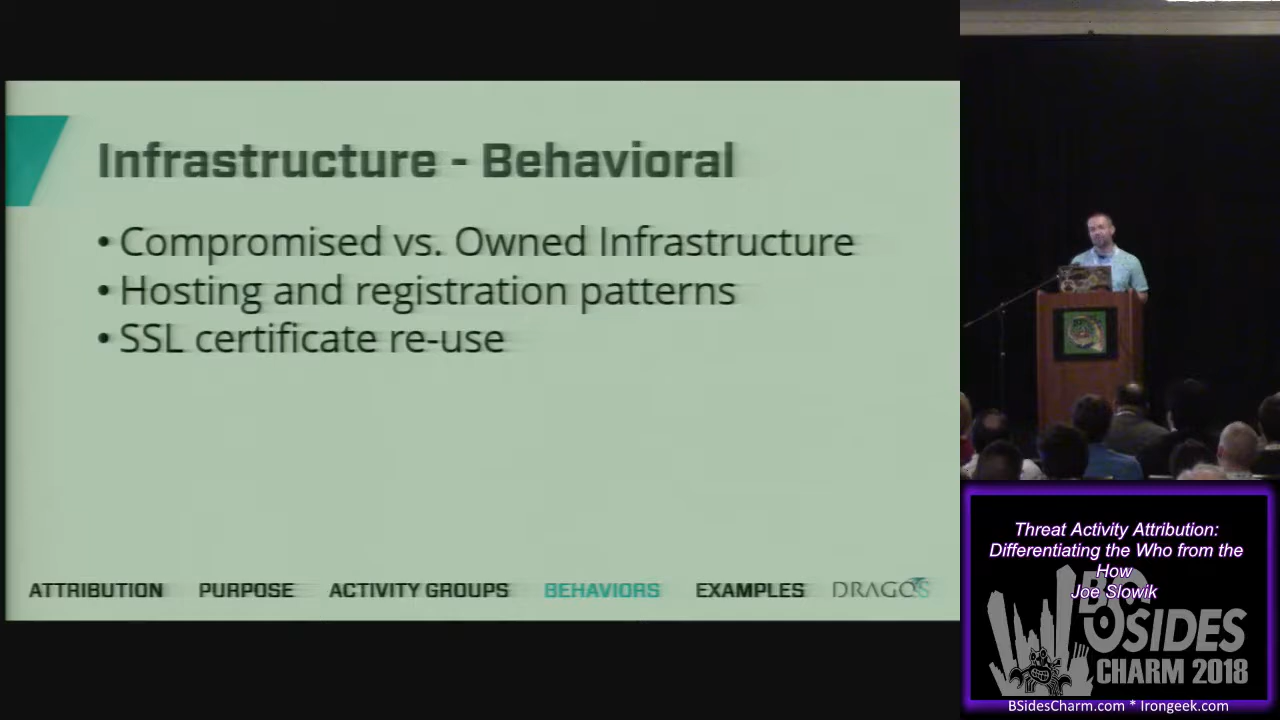 Infrastructure - Behavioral
• Compromised vs. Owned Infrastructure
• Hosting and registration patterns
• SSL certificate re-use
ATTRIBUTION PURPOSE ACTIVITY GROUPS BEHAVIORS EXAMPLES DRAGOS
Threat Activity Attribution:
Differentiating the Who from the
How
Joe Slowik
BSIDES
CHARM 2018
BSidesCharm.com * Irongeek.com